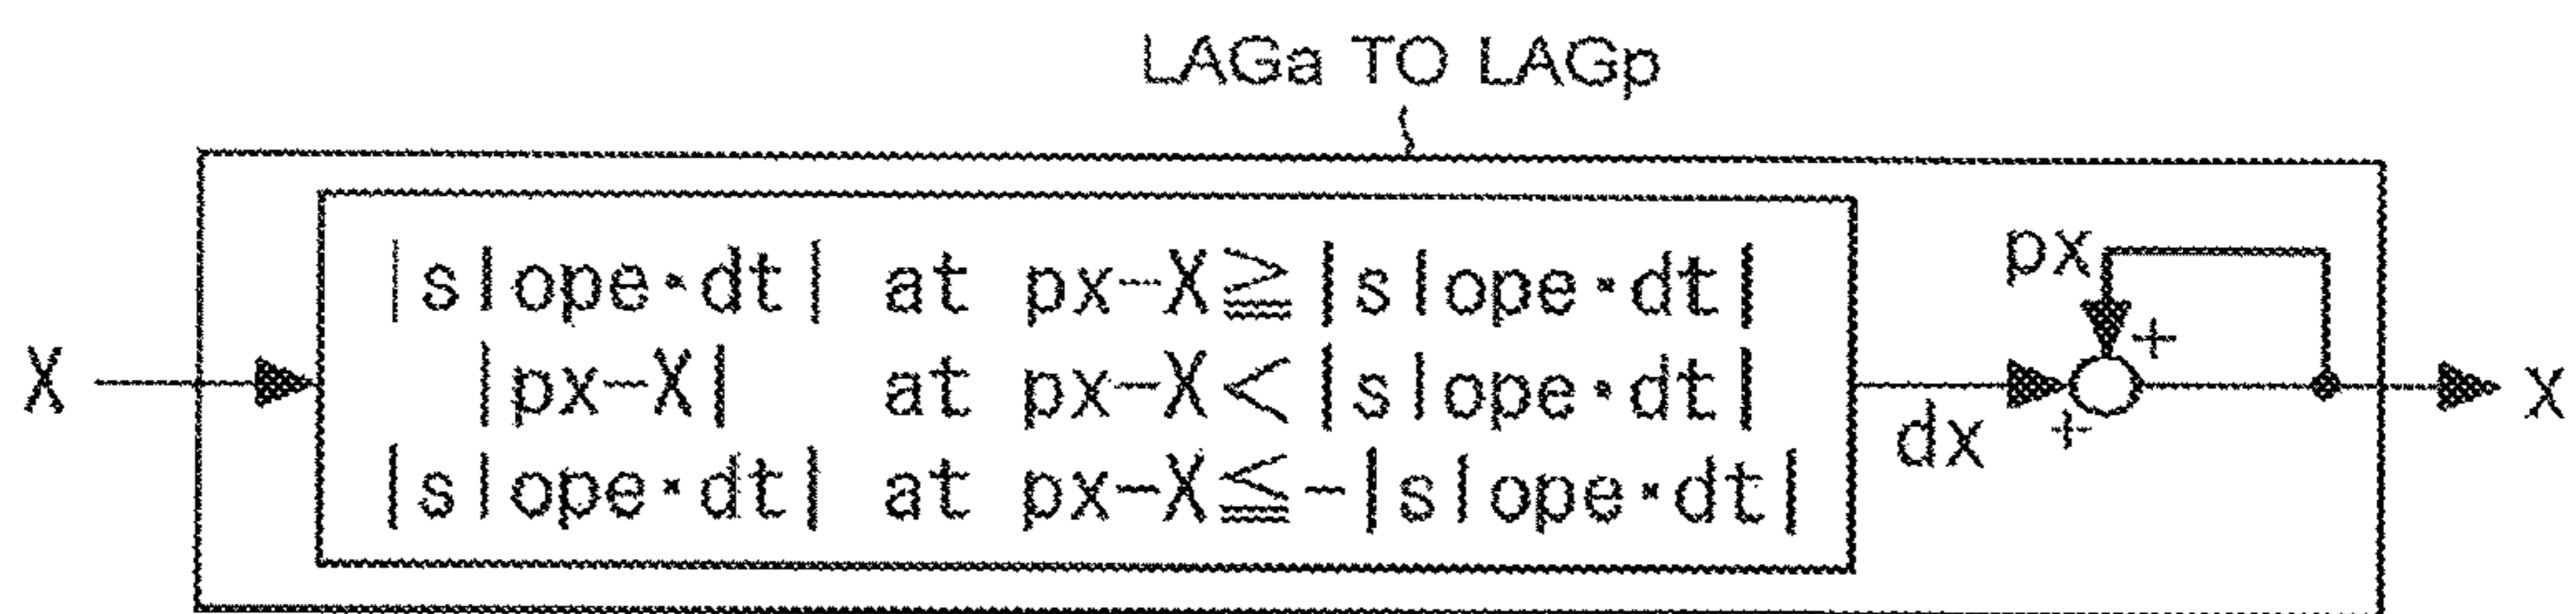 LAGa TO LAGp
|slope·dt| at px-X≧|slope·dt|
px
+
X
|px-X| at px-X<|slope·dt|
X
dx
+
|slope·dt| at px-X≦-|slope·dt|